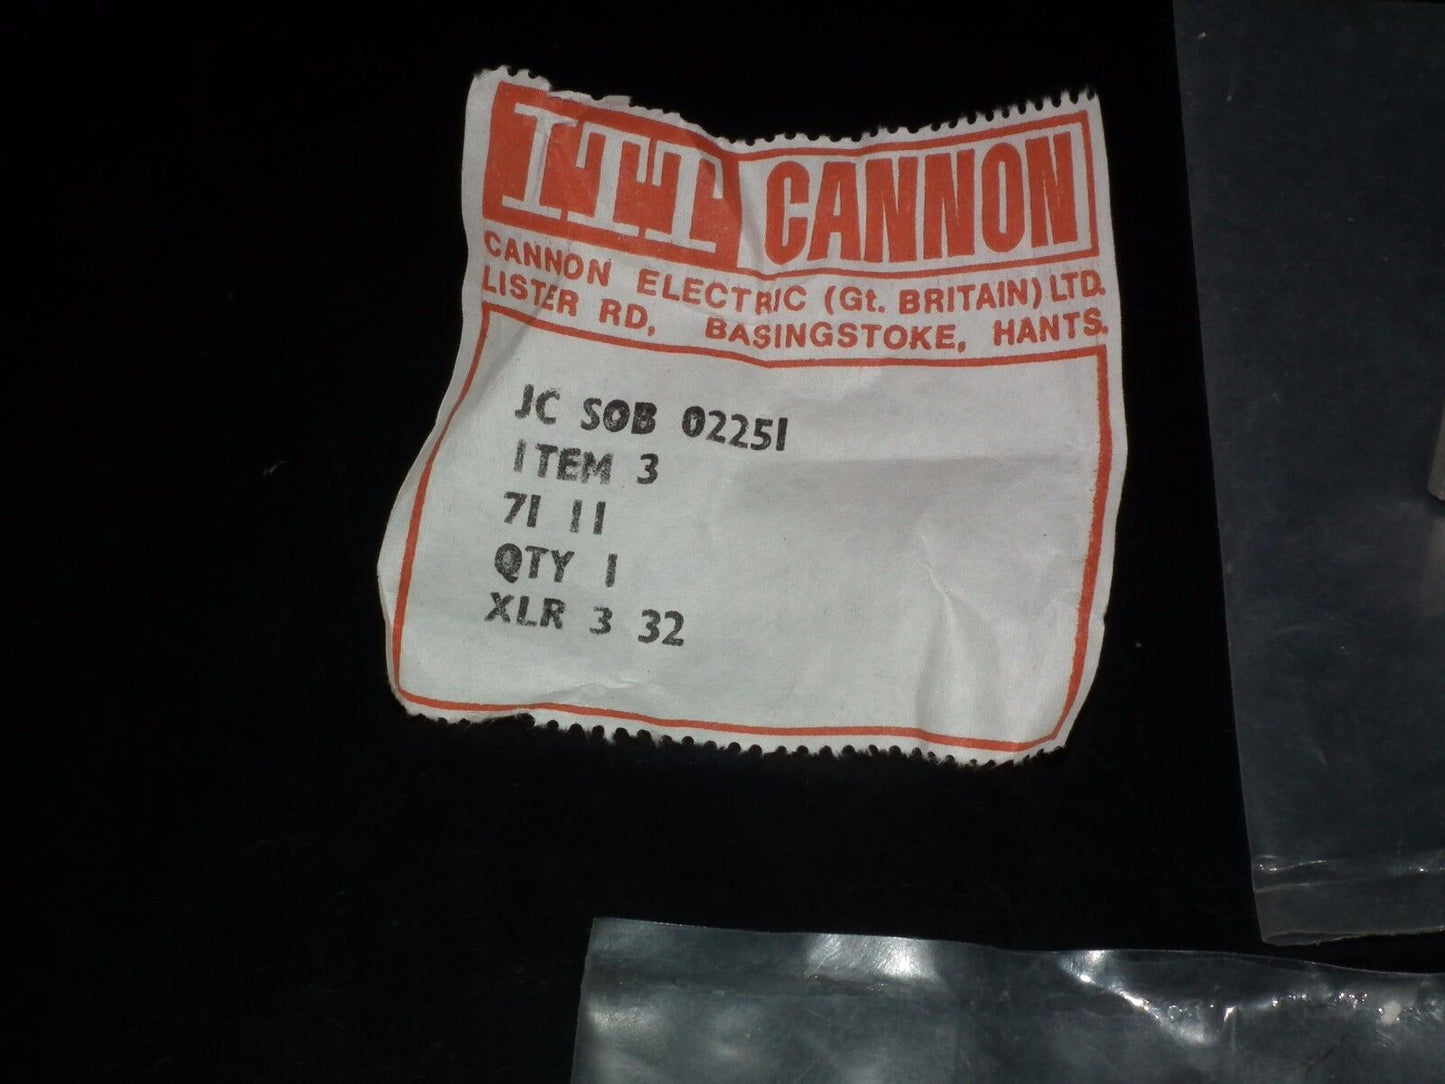 ITT CANNON
CANNON ELECTRIC (Gt. BRITAIN) LTD.
LISTER RD, BASINGSTOKE, HANTS.
JC SOB 02251
ITEM 3
71 11
QTY 1
XLR 3 32